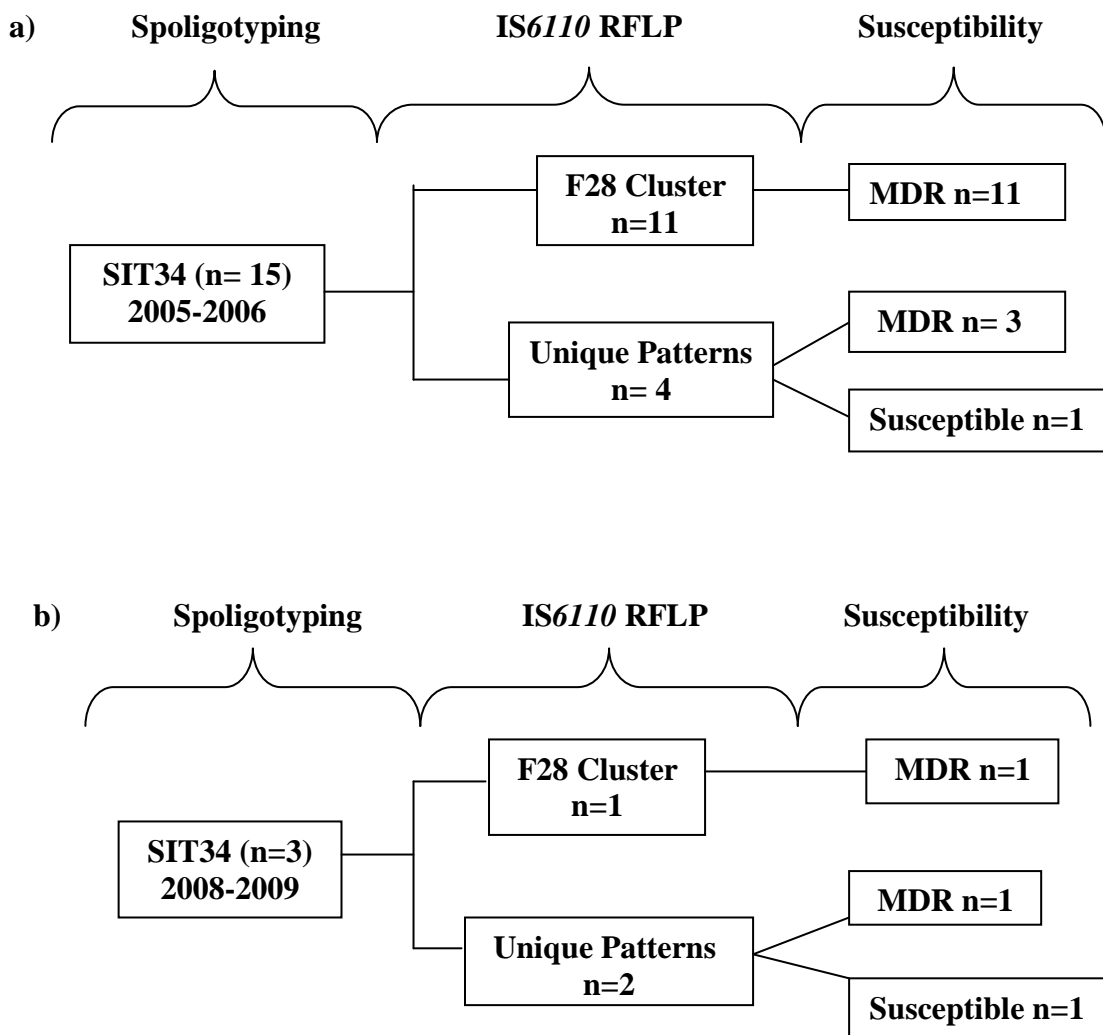 a)
Spoligotyping
IS6110 RFLP
Susceptibility
F28 Cluster
n=11
MDR n=11
SIT34 (n= 15)
2005-2006
MDR n= 3
Unique Patterns
n= 4
Susceptible n=1
b)
Spoligotyping
IS6110 RFLP
Susceptibility
F28 Cluster
n=1
MDR n=1
SIT34 (n=3)
2008-2009
MDR n=1
Unique Patterns
n=2
Susceptible n=1